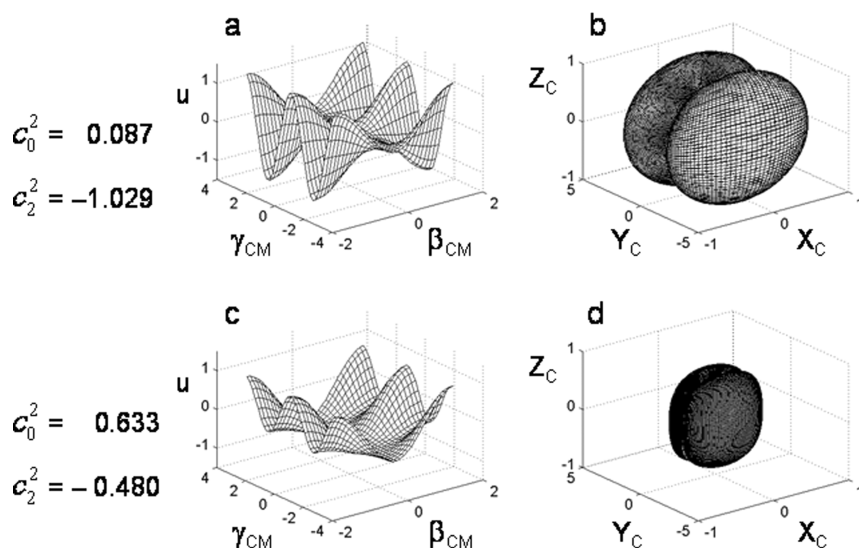 a
b
u
1
0
-1
4
2
0
-2
-4
-2
0
2
γCM
βCM
c₀² = 0.087
c₂² = −1.029
ZC
1
0
-1
5
0
-5
-1
0
1
YC
XC
c
d
u
1
0
-1
4
2
0
-2
-4
-2
0
2
γCM
βCM
c₀² = 0.633
c₂² = − 0.480
ZC
1
0
-1
5
0
-5
-1
0
1
YC
XC